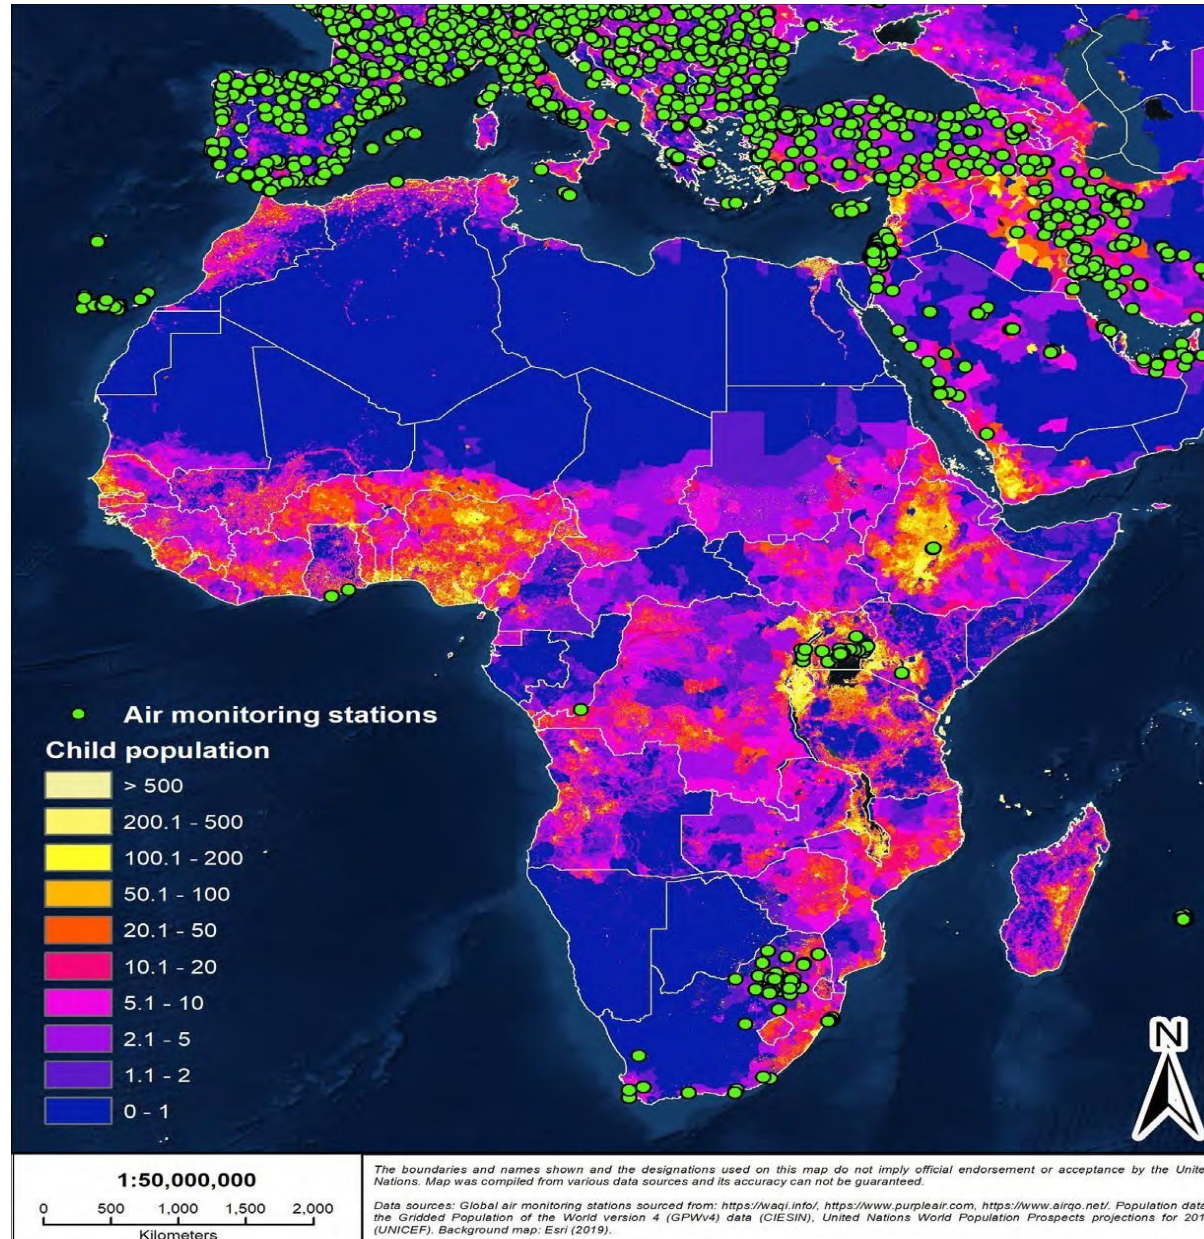 Air monitoring stations
Child population
> 500
200.1 - 500
100.1 - 200
50.1 - 100
20.1 - 50
10.1 - 20
5.1 - 10
2.1 - 5
1.1 - 2
0 - 1
N
1:50,000,000
0 500 1,000 1,500 2,000
Kilometers
The boundaries and names shown and the designations used on this map do not imply official endorsement or acceptance by the Unite
Nations. Map was compiled from various data sources and its accuracy can not be guaranteed.
Data sources: Global air monitoring stations sourced from: https://waqi.info/, https://www.purpleair.com, https://www.airqo.net/. Population data
the Gridded Population of the World version 4 (GPWv4) data (CIESIN), United Nations World Population Prospects projections for 201
(UNICEF). Background map: Esri (2019).